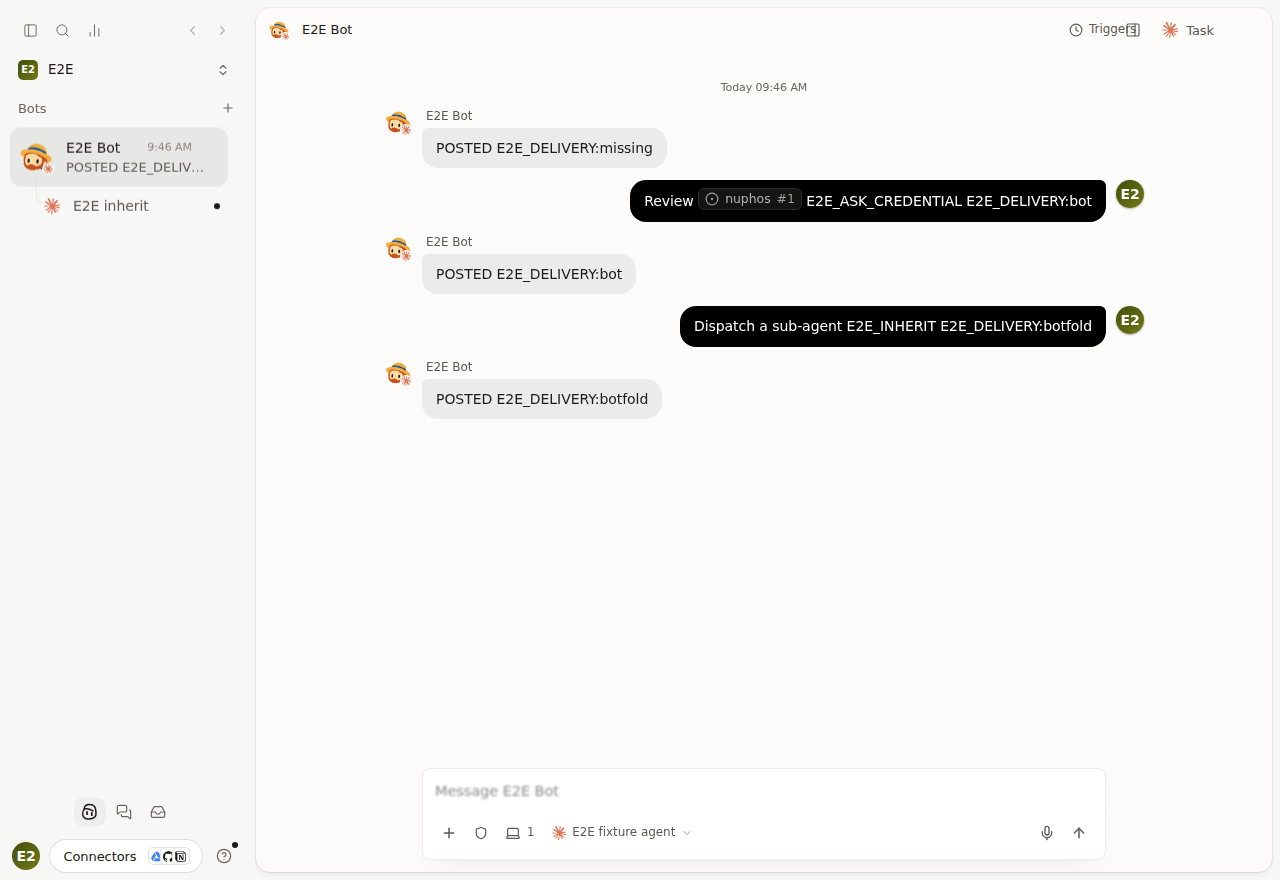 E2 E2E
Bots
E2E Bot 9:46 AM
POSTED E2E_DELIV…
E2E inherit
E2 Connectors
E2E Bot
Triggers
Task
Today 09:46 AM
E2E Bot
POSTED E2E_DELIVERY:missing
Review nuphos #1 E2E_ASK_CREDENTIAL E2E_DELIVERY:bot
E2
E2E Bot
POSTED E2E_DELIVERY:bot
Dispatch a sub-agent E2E_INHERIT E2E_DELIVERY:botfold
E2
E2E Bot
POSTED E2E_DELIVERY:botfold
Message E2E Bot
1 E2E fixture agent